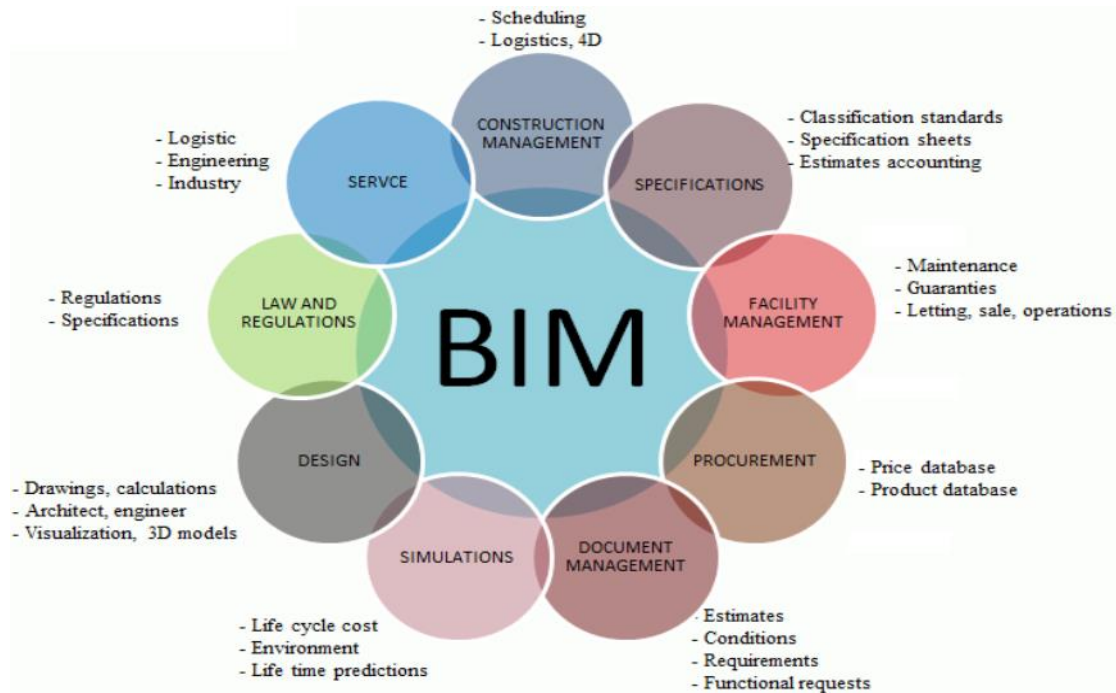 - Scheduling
- Logistics, 4D
CONSTRUCTION
MANAGEMENT
- Classification standards
- Specification sheets
- Estimates accounting
SPECIFICATIONS
- Maintenance
- Guaranties
- Letting, sale, operations
FACILITY
MANAGEMENT
- Price database
- Product database
PROCUREMENT
- Estimates
- Conditions
- Requirements
- Functional requests
DOCUMENT
MANAGEMENT
- Life cycle cost
- Environment
- Life time predictions
SIMULATIONS
- Drawings, calculations
- Architect, engineer
- Visualization, 3D models
DESIGN
- Regulations
- Specifications
LAW AND
REGULATIONS
- Logistic
- Engineering
- Industry
SERVCE
BIM